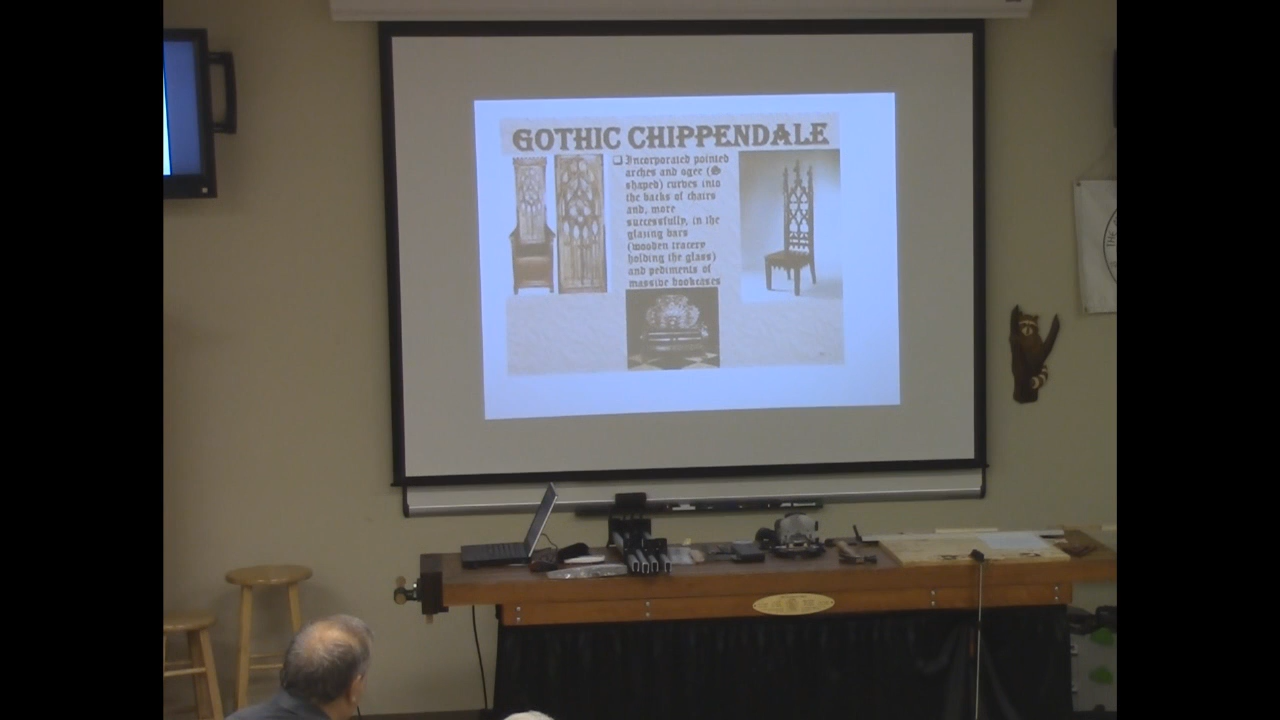 GOTHIC CHIPPENDALE
Incorporated pointed
arches and ogee (S
shaped) curves into
the backs of chairs
and, more
successfully, in the
glazing bars
(wooden tracery
holding the glass)
and pediments of
massive bookcases
THE